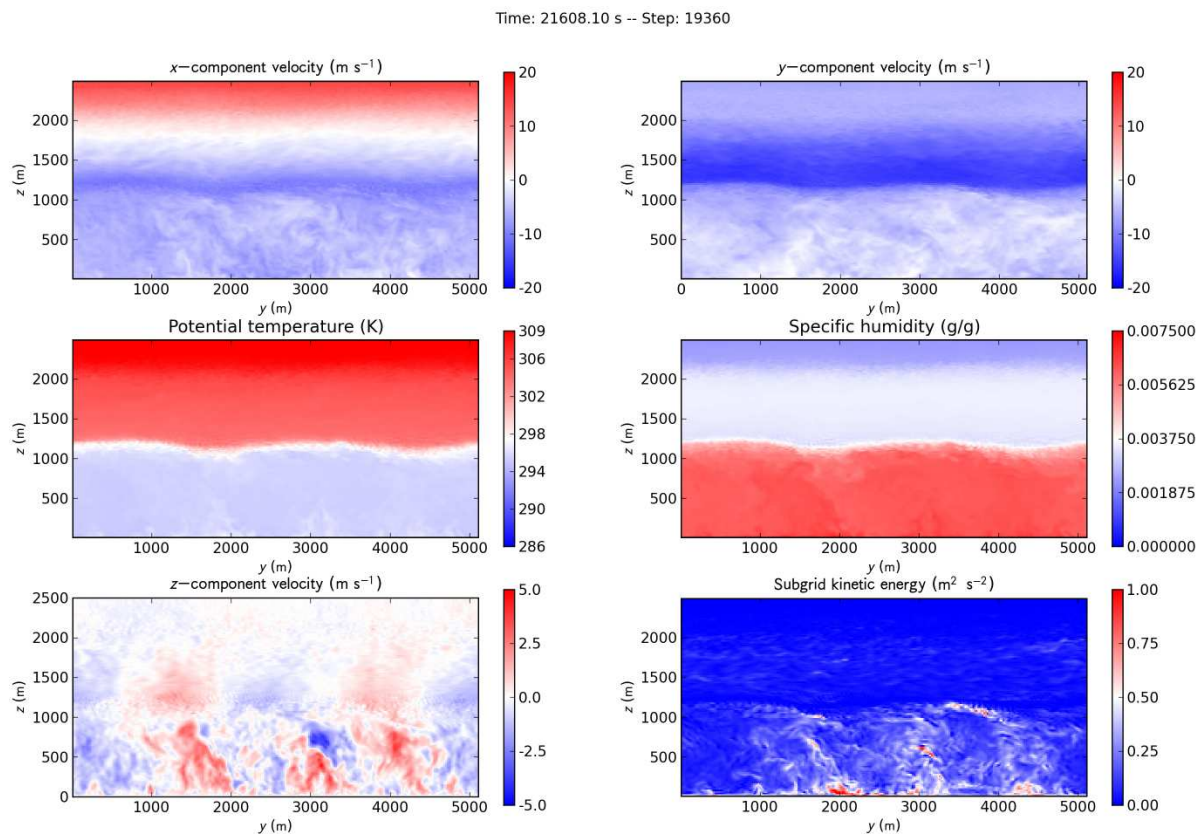 Time: 21608.10 s -- Step: 19360
x−component velocity (m s⁻¹)
20
10
0
-10
-20
2000
1500
1000
500
z (m)
1000 2000 3000 4000 5000
y (m)
y−component velocity (m s⁻¹)
20
10
0
-10
-20
2000
1500
1000
500
z (m)
0 1000 2000 3000 4000 5000
y (m)
Potential temperature (K)
309
306
302
298
294
290
286
2000
1500
1000
500
z (m)
1000 2000 3000 4000 5000
y (m)
Specific humidity (g/g)
0.007500
0.005625
0.003750
0.001875
0.000000
2000
1500
1000
500
z (m)
1000 2000 3000 4000 5000
y (m)
z−component velocity (m s⁻¹)
5.0
2.5
0.0
-2.5
-5.0
2500
2000
1500
1000
500
0
z (m)
1000 2000 3000 4000 5000
y (m)
Subgrid kinetic energy (m² s⁻²)
1.00
0.75
0.50
0.25
0.00
2000
1500
1000
500
z (m)
1000 2000 3000 4000 5000
y (m)